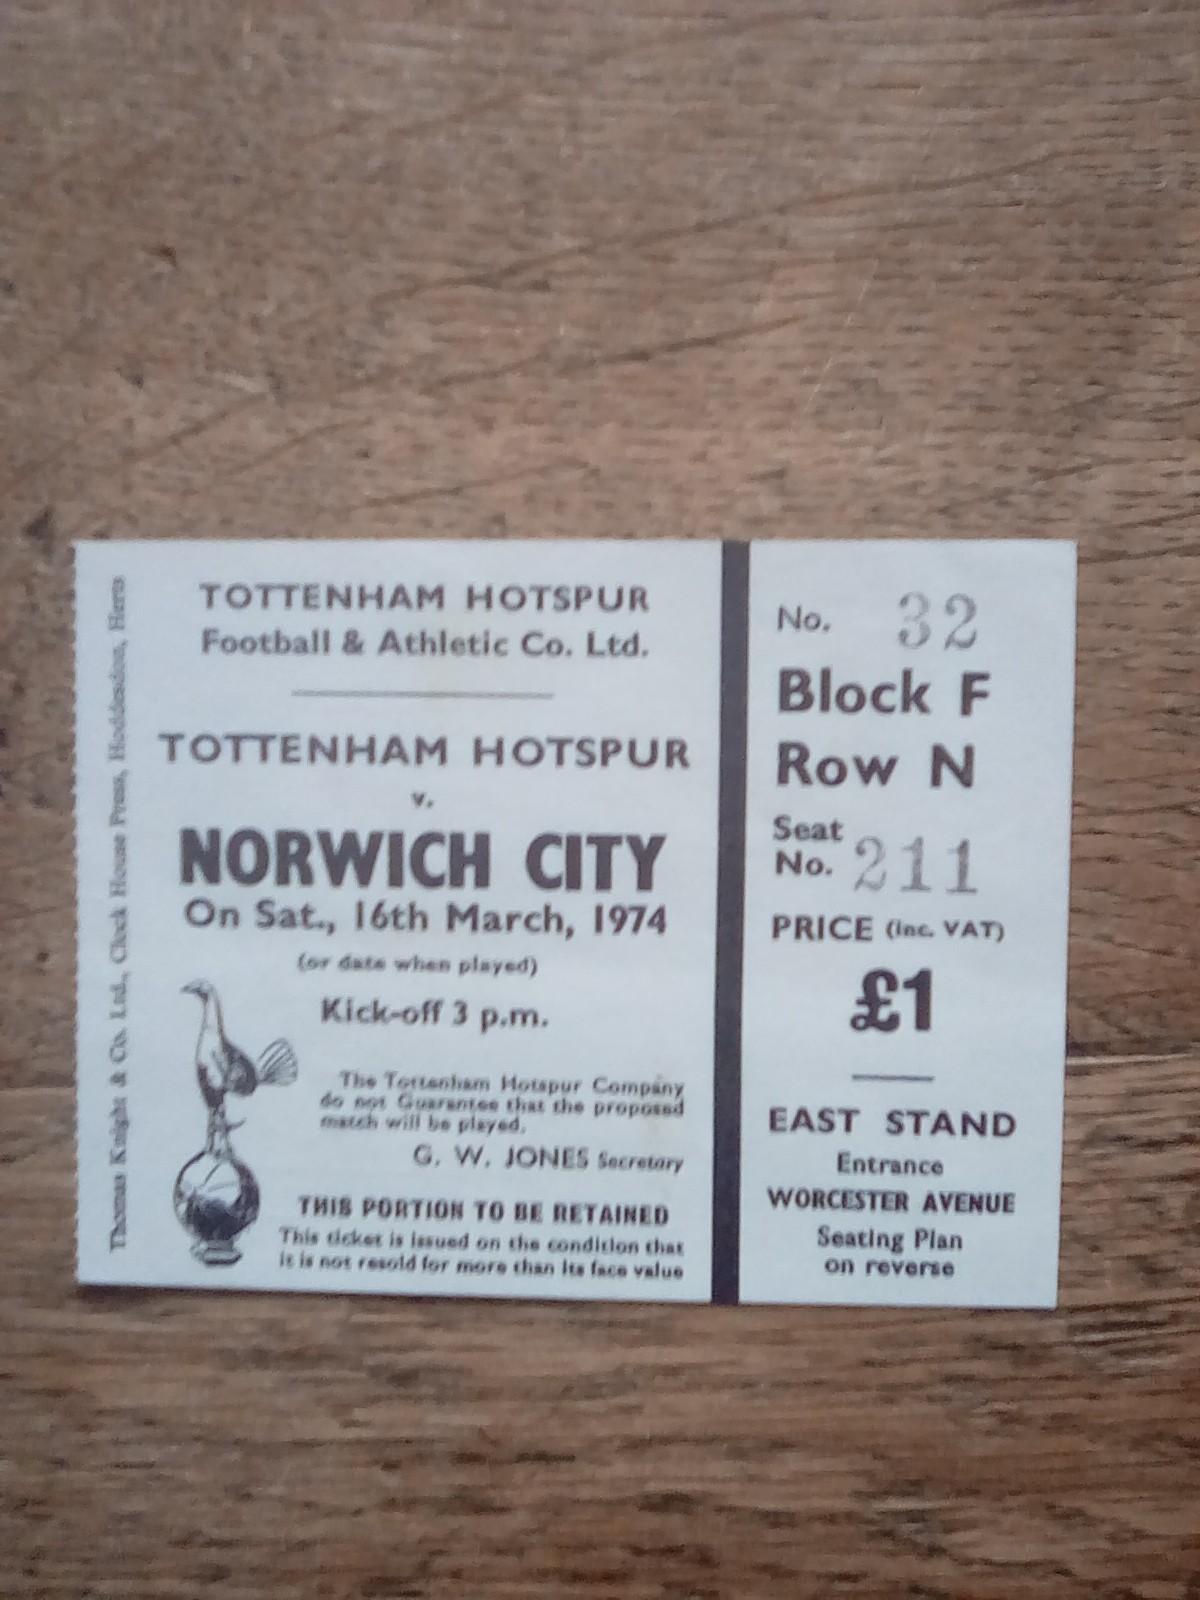 Thomas Knight & Co. Ltd., Clock House Press, Hoddesdon, Herts
TOTTENHAM HOTSPUR
Football & Athletic Co. Ltd.
TOTTENHAM HOTSPUR
v.
NORWICH CITY
On Sat., 16th March, 1974
(or date when played)
Kick-off 3 p.m.
The Tottenham Hotspur Company
do not Guarantee that the proposed
match will be played.
G. W. JONES Secretary
THIS PORTION TO BE RETAINED
This ticket is issued on the condition that
it is not resold for more than its face value
No. 32
Block F
Row N
Seat
No. 211
PRICE (inc. VAT)
£1
EAST STAND
Entrance
WORCESTER AVENUE
Seating Plan
on reverse